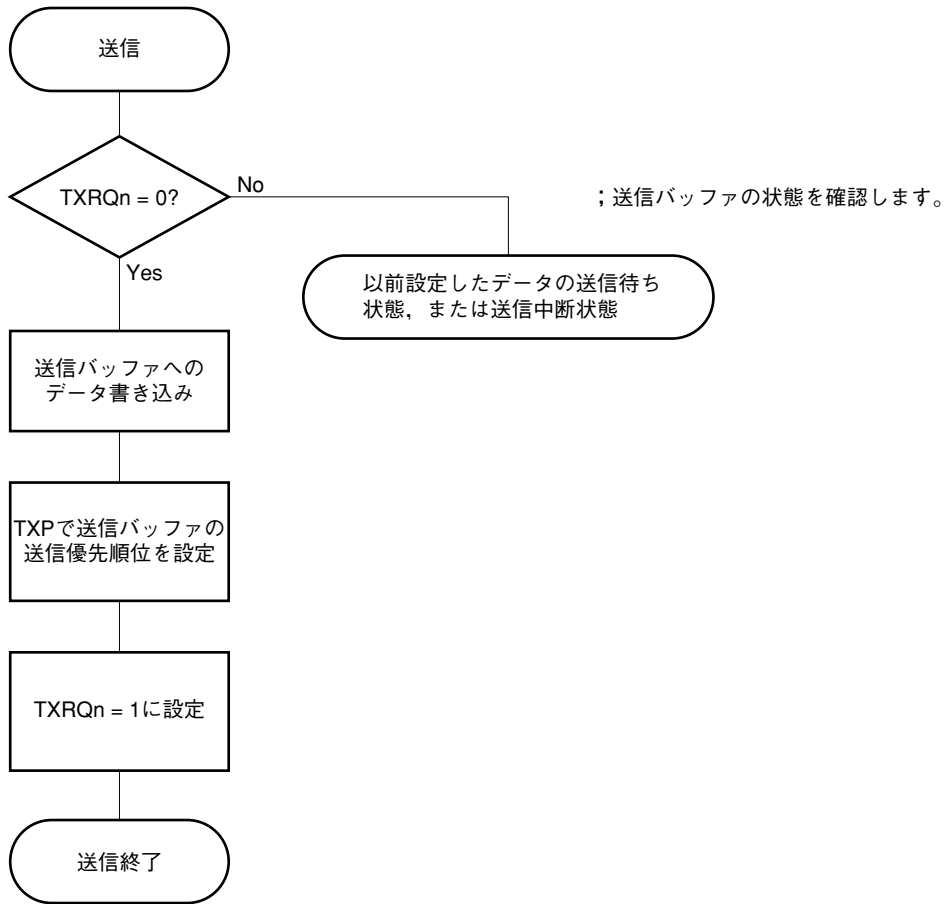 送信
TXRQn = 0?
No
；送信バッファの状態を確認します。
Yes
以前設定したデータの送信待ち
状態，または送信中断状態
送信バッファへの
データ書き込み
TXPで送信バッファの
送信優先順位を設定
TXRQn = 1に設定
送信終了